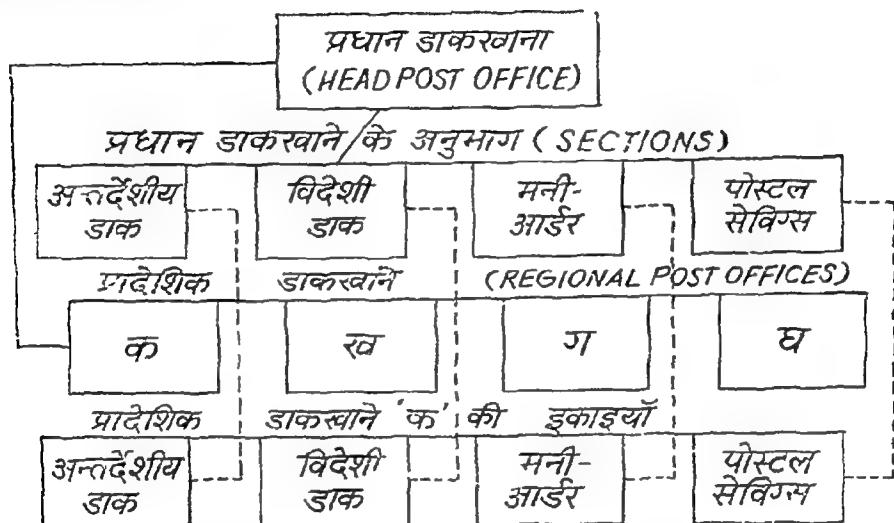 प्रधान डाकखाना
(HEAD POST OFFICE)
प्रधान डाकखाने के अनुभाग (SECTIONS)
अन्तर्देशीय डाक
विदेशी डाक
मनी-आर्डर
पोस्टल सेविंग्स
प्रादेशिक डाकखाने (REGIONAL POST OFFICES)
क
ख
ग
घ
प्रादेशिक डाकखाने 'क' की इकाइयाँ
अन्तर्देशीय डाक
विदेशी डाक
मनी-आर्डर
पोस्टल सेविंग्स